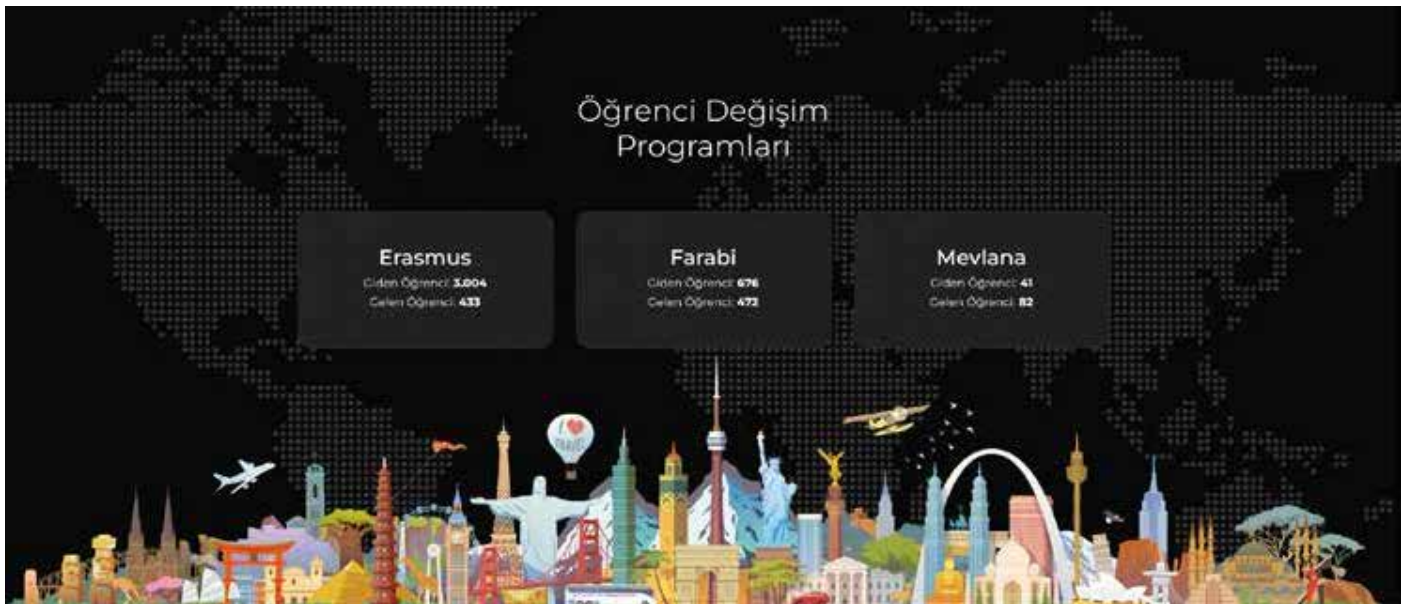 Öğrenci Değişim
Programları
Erasmus
Giden Öğrenci: 3.004
Gelen Öğrenci: 433
Farabi
Giden Öğrenci: 676
Gelen Öğrenci: 472
Mevlana
Giden Öğrenci: 41
Gelen Öğrenci: 82
I ❤
TRAVEL